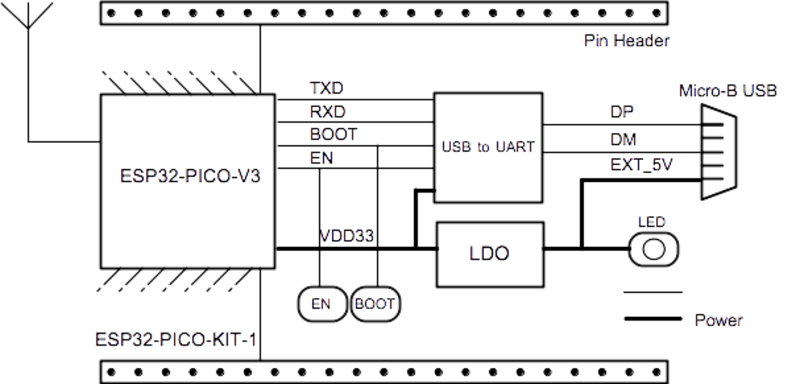 Pin Header
TXD
RXD
BOOT
EN
Micro-B USB
DP
DM
EXT_5V
USB to UART
ESP32-PICO-V3
VDD33
LDO
LED
EN
BOOT
Power
ESP32-PICO-KIT-1